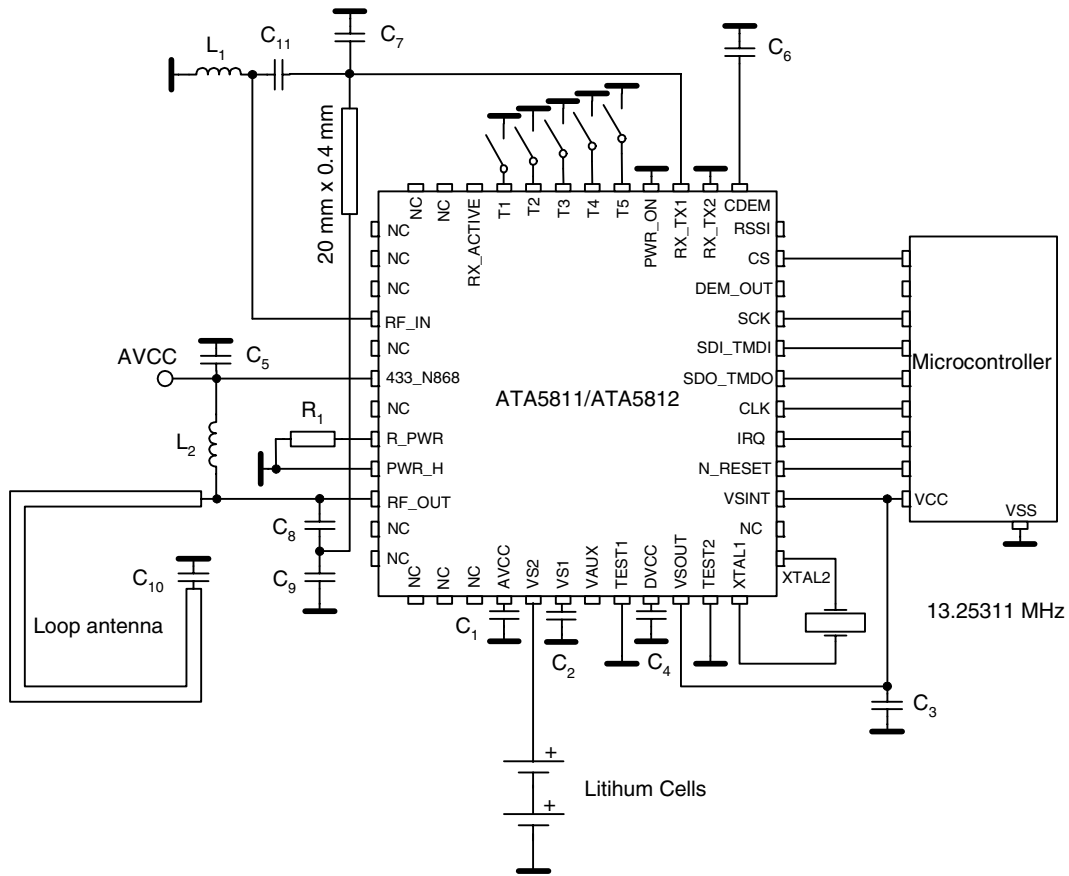 C7
L1
C11
C6
20 mm x 0.4 mm
NC
NC
RX_ACTIVE
T1
T2
T3
T4
T5
PWR_ON
RX_TX1
RX_TX2
CDEM
NC
NC
NC
RF_IN
NC
433_N868
NC
R_PWR
PWR_H
RF_OUT
NC
NC
RSSI
CS
DEM_OUT
SCK
SDI_TMDI
SDO_TMDO
CLK
IRQ
N_RESET
VSINT
NC
XTAL2
ATA5811/ATA5812
Microcontroller
VCC
VSS
AVCC
C5
L2
R1
C8
C9
C10
Loop antenna
NC
NC
NC
AVCC
VS2
VS1
VAUX
TEST1
DVCC
VSOUT
TEST2
XTAL1
C1
C2
C4
13.25311 MHz
C3
+
Litihum Cells
+